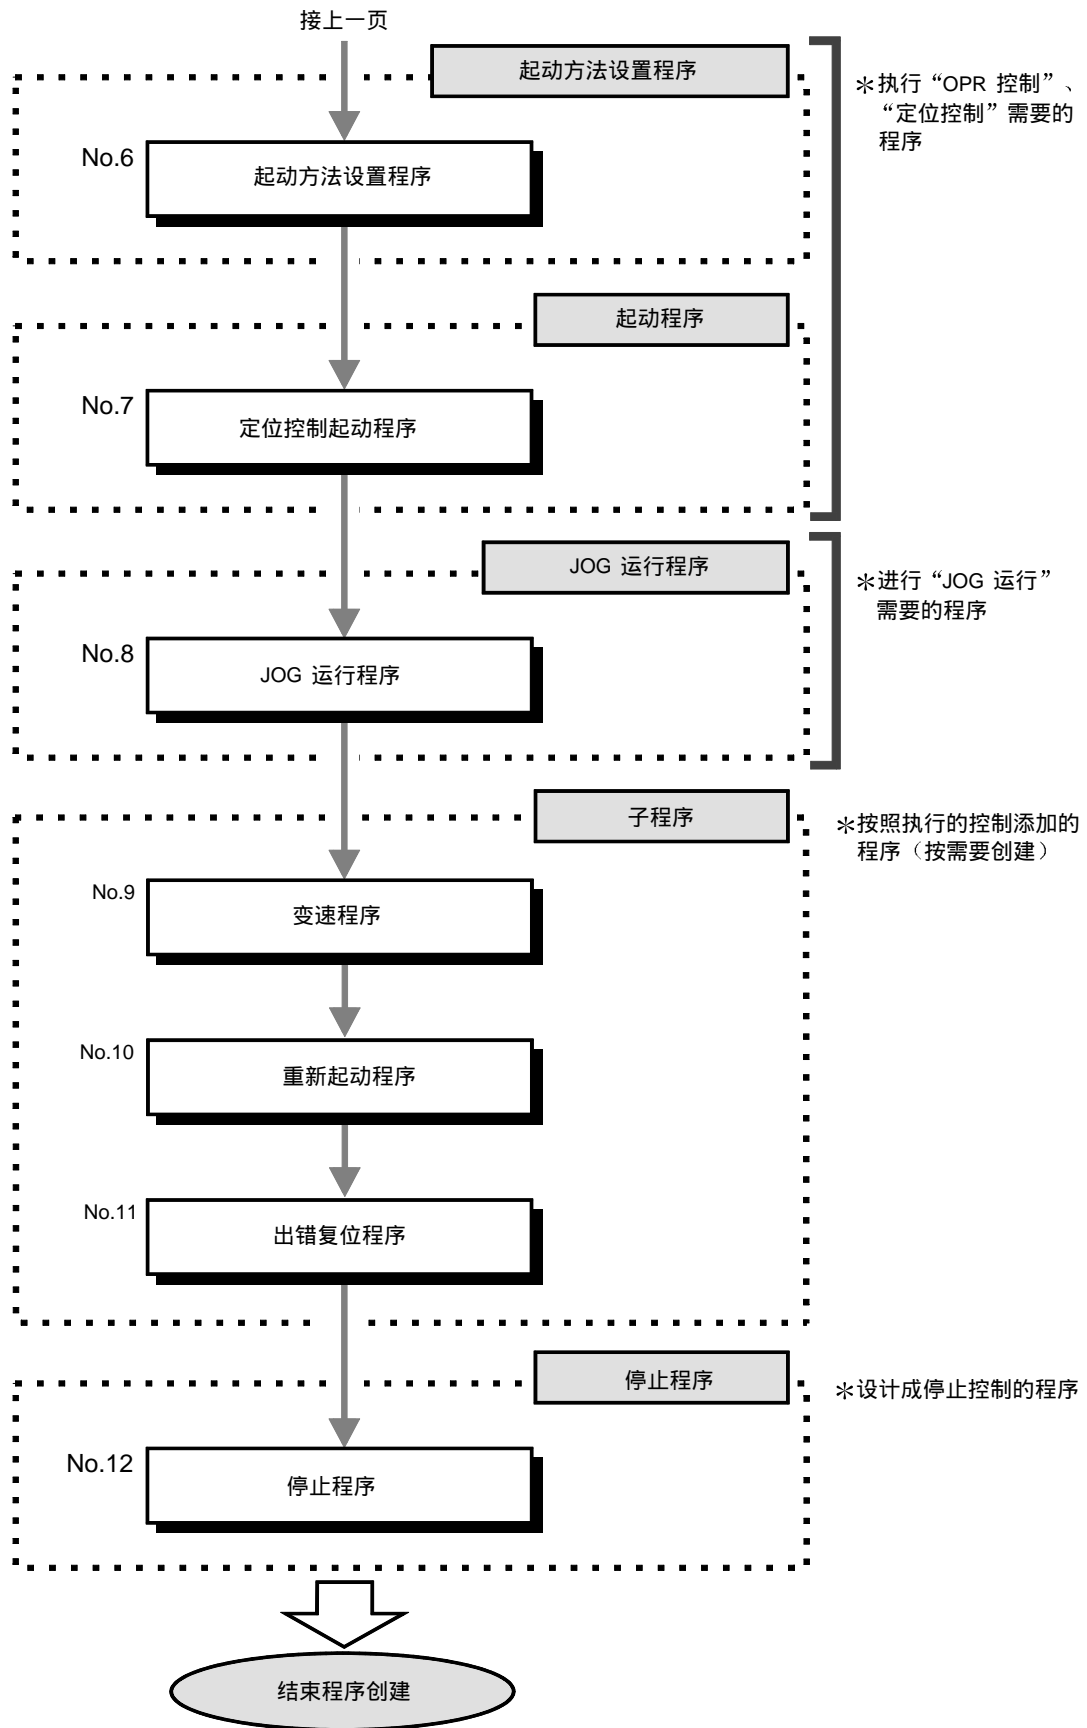 接上一页
起动方法设置程序
＊执行“OPR 控制”、
“定位控制”需要的
程序
No.6
起动方法设置程序
起动程序
No.7
定位控制起动程序
JOG 运行程序
＊进行“JOG 运行”
需要的程序
No.8
JOG 运行程序
子程序
＊按照执行的控制添加的
程序（按需要创建）
No.9
变速程序
No.10
重新起动程序
No.11
出错复位程序
停止程序
＊设计成停止控制的程序
No.12
停止程序
结束程序创建